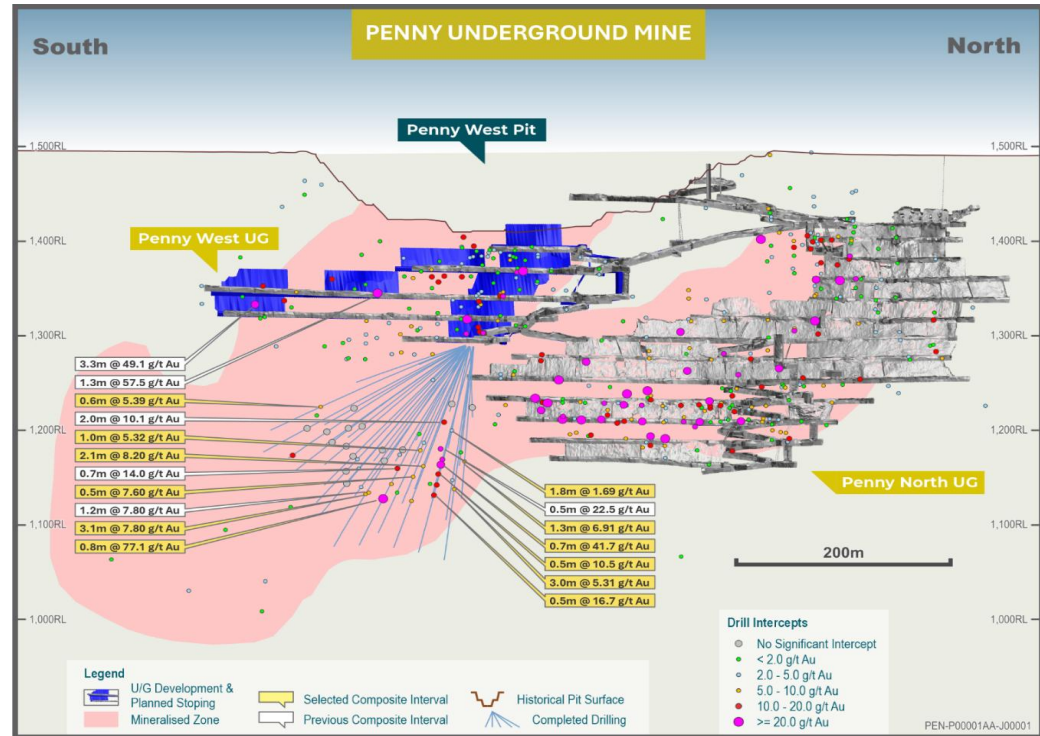 PENNY UNDERGROUND MINE
South
North
Penny West Pit
1,500RL
1,500RL
Penny West UG
1,400RL
1,400RL
1,300RL
1,300RL
3.3m @ 49.1 g/t Au
1.3m @ 57.5 g/t Au
0.6m @ 5.39 g/t Au
2.0m @ 10.1 g/t Au
1.0m @ 5.32 g/t Au
2.1m @ 8.20 g/t Au
0.7m @ 14.0 g/t Au
0.5m @ 7.60 g/t Au
1.2m @ 7.80 g/t Au
3.1m @ 7.80 g/t Au
0.8m @ 77.1 g/t Au
1,200RL
1,200RL
1.8m @ 1.69 g/t Au
0.5m @ 22.5 g/t Au
1.3m @ 6.91 g/t Au
0.7m @ 41.7 g/t Au
0.5m @ 10.5 g/t Au
3.0m @ 5.31 g/t Au
0.5m @ 16.7 g/t Au
Penny North UG
1,100RL
1,100RL
200m
1,000RL
1,000RL
Legend
U/G Development &
Planned Stoping
Mineralised Zone
Selected Composite Interval
Previous Composite Interval
Historical Pit Surface
Completed Drilling
Drill Intercepts
No Significant Intercept
< 2.0 g/t Au
2.0 - 5.0 g/t Au
5.0 - 10.0 g/t Au
10.0 - 20.0 g/t Au
>= 20.0 g/t Au
PEN-P00001AA-J00001